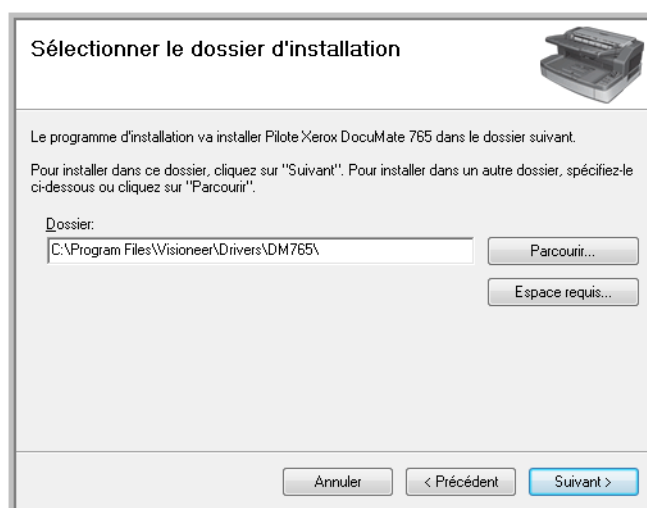 Sélectionner le dossier d'installation
Le programme d'installation va installer Pilote Xerox DocuMate 765 dans le dossier suivant.
Pour installer dans ce dossier, cliquez sur "Suivant". Pour installer dans un autre dossier, spécifiez-le
ci-dessous ou cliquez sur "Parcourir".
Dossier:
C:\Program Files\Visioneer\Drivers\DM765\
Parcourir...
Espace requis...
Annuler
< Précédent
Suivant >